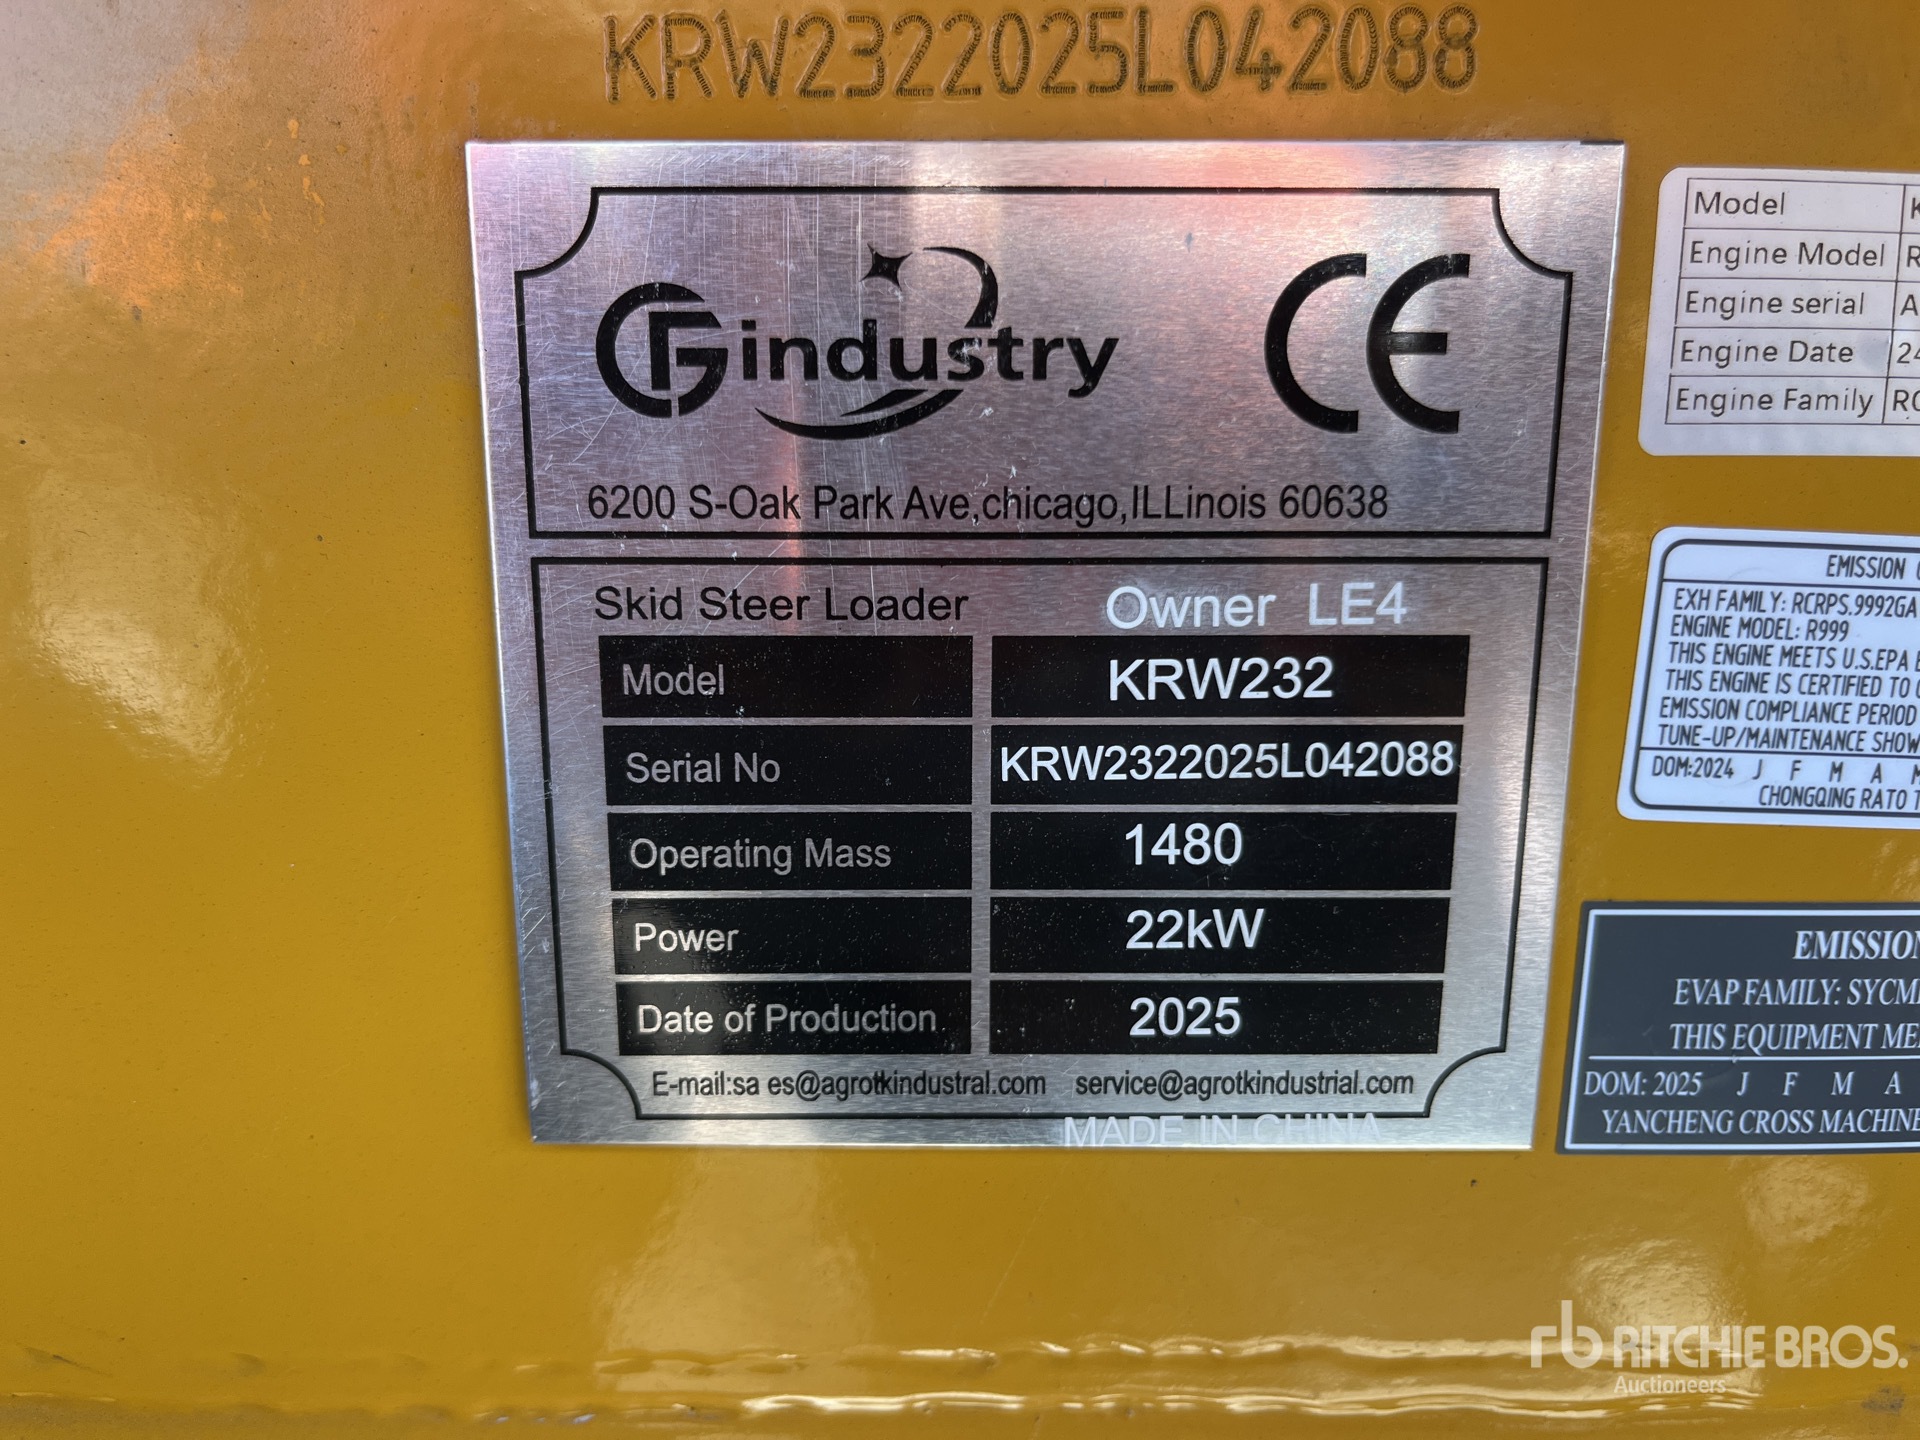 KRW2322025L042088
GF industry CE
6200 S-Oak Park Ave,chicago,ILLinois 60638
Skid Steer Loader Owner LE4
Model KRW232
Serial No KRW2322025L042088
Operating Mass 1480
Power 22kW
Date of Production 2025
E-mail:sa es@agrotkindustral.com service@agrotkindustrial.com
MADE IN CHINA
Model K
Engine Model R
Engine serial A
Engine Date 24
Engine Family
EMISSION
EXH FAMILY: RCRPS.9992GA
ENGINE MODEL: R999
THIS ENGINE MEETS U.S.EPA
THIS ENGINE IS CERTIFIED TO
EMISSION COMPLIANCE PERIOD
TUNE-UP/MAINTENANCE SHOW
DOM:2024 J F M A M
CHONGQING RATO T
EMISSION
EVAP FAMILY: SYCM
THIS EQUIPMENT ME
DOM: 2025 J F M A
YANCHENG CROSS MACHINE
rb RITCHIE BROS.
Auctioneers